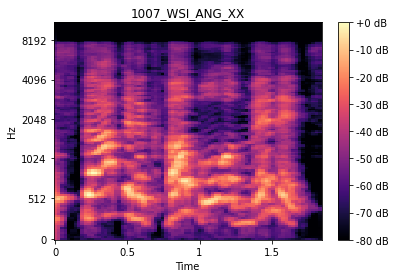 1007_WSI_ANG_XX
8192
4096
2048
1024
512
0
Hz
0
0.5
1
1.5
Time
+0 dB
-10 dB
-20 dB
-30 dB
-40 dB
-50 dB
-60 dB
-70 dB
-80 dB